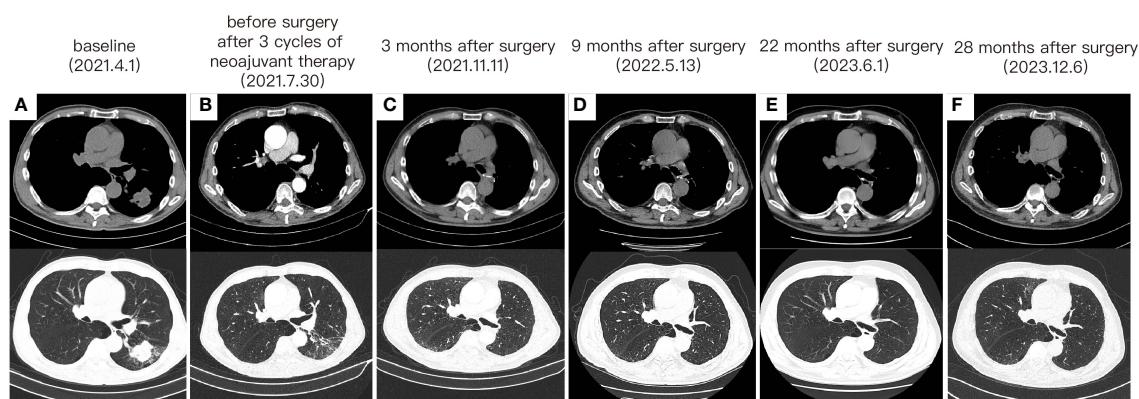 baseline
(2021.4.1)
before surgery
after 3 cycles of
neoajuvant therapy
(2021.7.30)
3 months after surgery
(2021.11.11)
9 months after surgery
(2022.5.13)
22 months after surgery
(2023.6.1)
28 months after surgery
(2023.12.6)
A
B
C
D
E
F